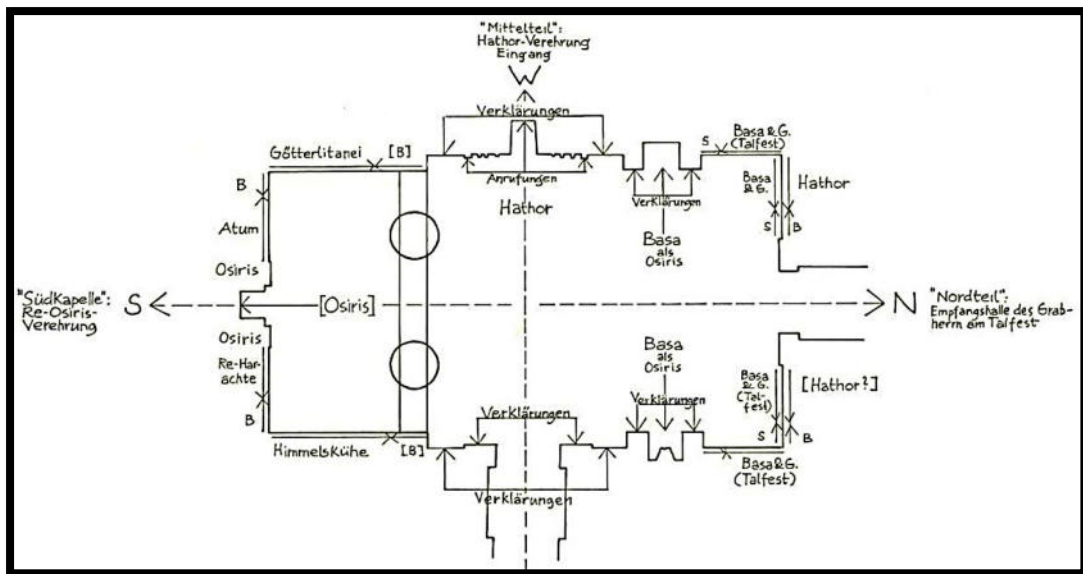 "Mittelteil":
Hathor-Verehrung
Eingang
W
Verklärungen
Götterlitanei [B]
Anrufungen
Hathor
S Basa & G.
(Talfest)
Basa
& G.
S B
Hathor
Verklärungen
Basa
als
Osiris
B
Atum
Osiris
"Südkapelle":
Re-Osiris-
Verehrung
S
[Osiris]
N
"Nordteil":
Empfangshalle des Grab-
herrn am Talfest
Osiris
Re-Har-
achte
B
Himmelskühe [B]
Basa
als
Osiris
Verklärungen
Verklärungen
Verklärungen
Basa
& G.
(Tal-
fest)
S B
[Hathor?]
Basa & G.
(Talfest)